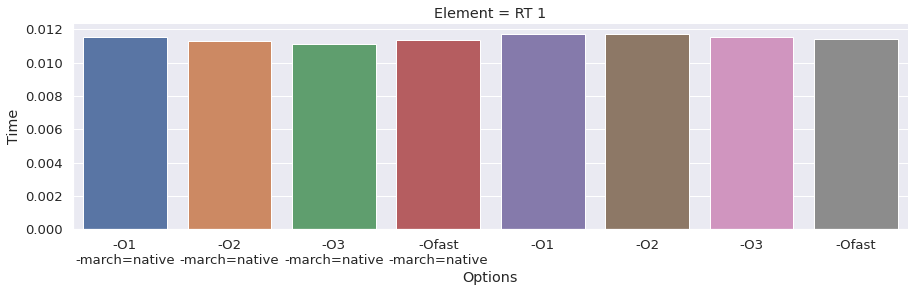 Element = RT 1
Time
0.012
0.010
0.008
0.006
0.004
0.002
0.000
-O1 -O2 -O3 -Ofast -O1 -O2 -O3 -Ofast
-march=native -march=native -march=native -march=native
Options